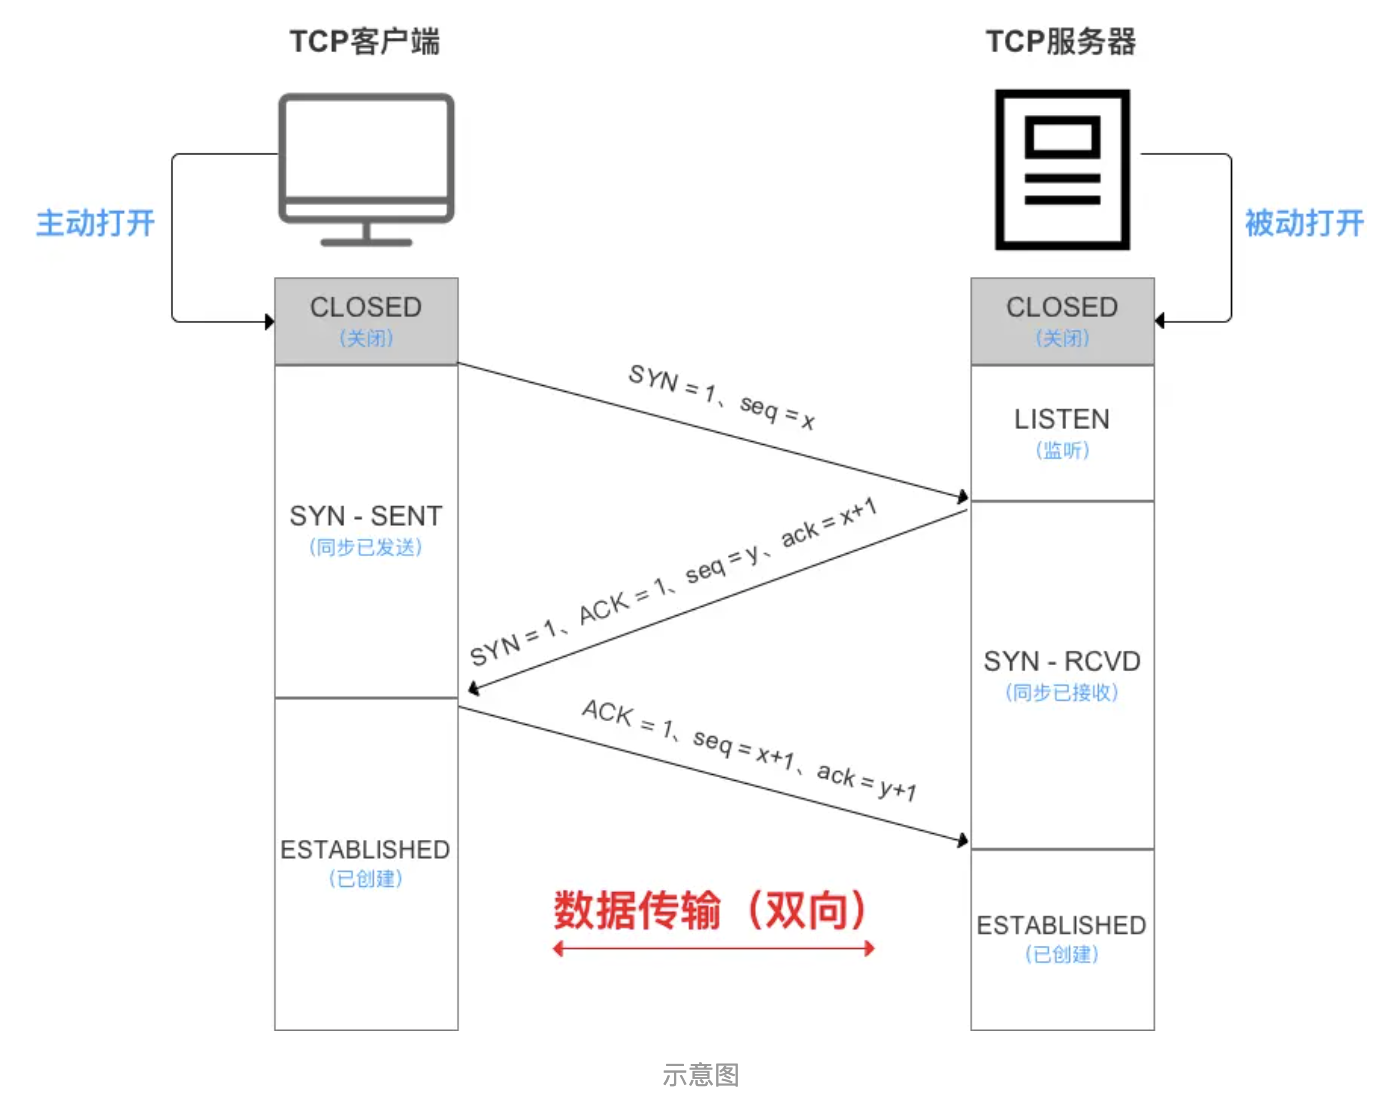 TCP客户端
TCP服务器
主动打开
被动打开
CLOSED
（关闭）
CLOSED
（关闭）
SYN = 1、seq = x
LISTEN
（监听）
SYN - SENT
（同步已发送）
SYN = 1、ACK = 1、seq = y、ack = x+1
SYN - RCVD
（同步已接收）
ACK = 1、seq = x+1、ack = y+1
ESTABLISHED
（已创建）
数据传输（双向）
ESTABLISHED
（已创建）
示意图